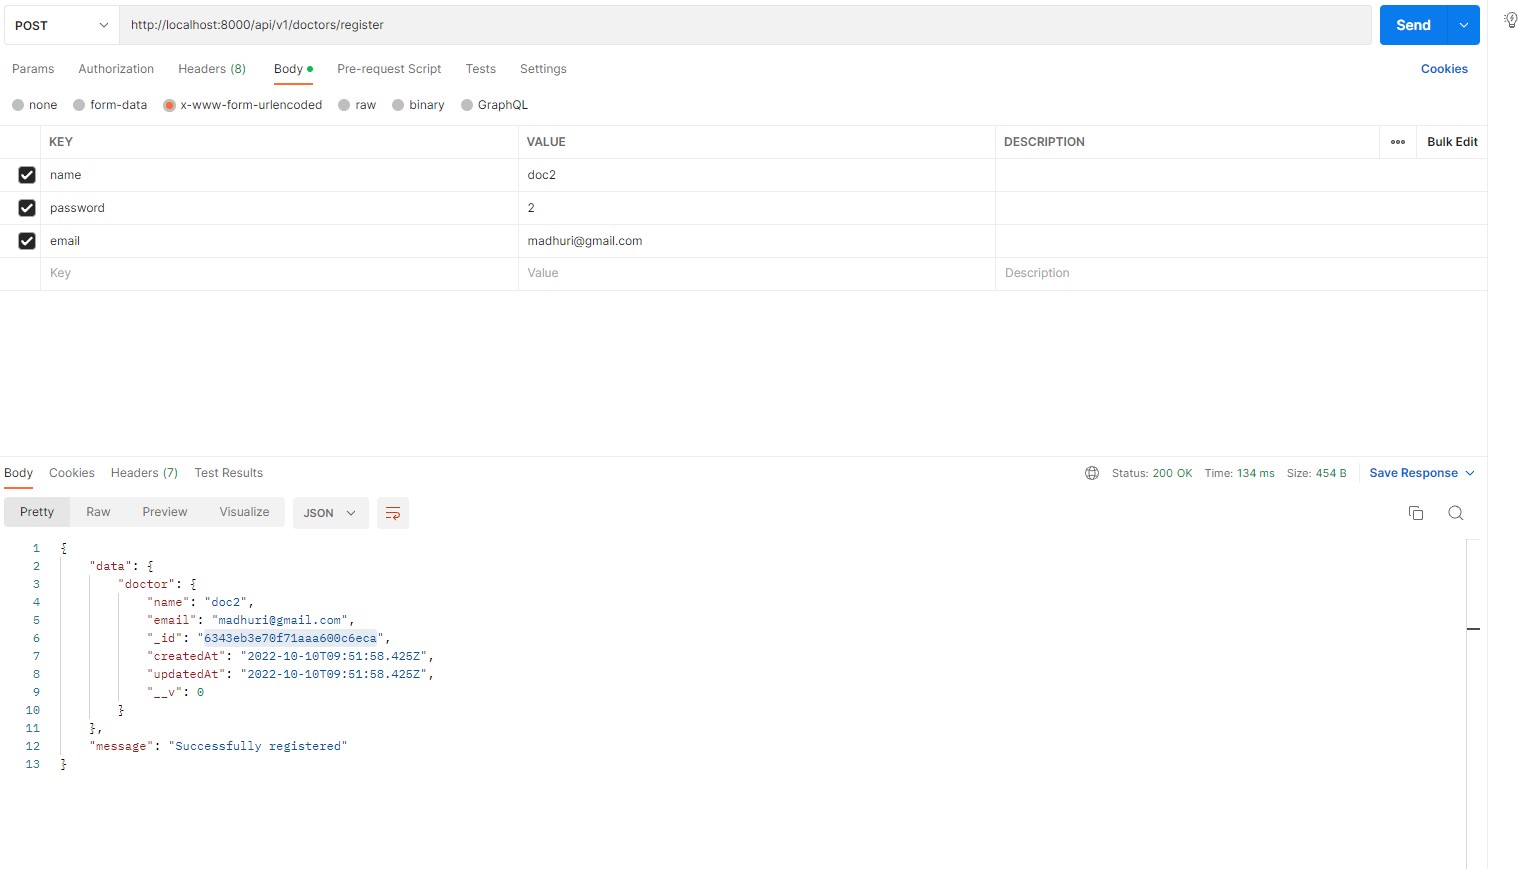 POST http://localhost:8000/api/v1/doctors/register Send
Params Authorization Headers (8) Body Pre-request Script Tests Settings Cookies
none form-data x-www-form-urlencoded raw binary GraphQL
KEY VALUE DESCRIPTION Bulk Edit
name doc2
password 2
email madhuri@gmail.com
Key Value Description
Body Cookies Headers (7) Test Results Status: 200 OK Time: 134 ms Size: 454 B Save Response
Pretty Raw Preview Visualize JSON
1 {
2 "data": {
3 "doctor": {
4 "name": "doc2",
5 "email": "madhuri@gmail.com",
6 "_id": "6343eb3e70f71aaa600c6eca",
7 "createdAt": "2022-10-10T09:51:58.425Z",
8 "updatedAt": "2022-10-10T09:51:58.425Z",
9 "__v": 0
10 }
11 },
12 "message": "Successfully registered"
13 }